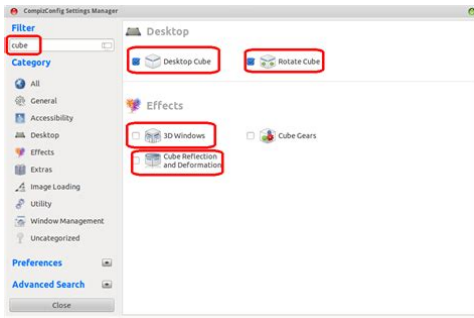 CompizConfig Settings Manager
Filter
cube
Category
All
General
Accessibility
Desktop
Effects
Extras
Image Loading
Utility
Window Management
Uncategorized
Preferences
Advanced Search
Close
Desktop
Desktop Cube
Rotate Cube
Effects
3D Windows
Cube Gears
Cube Reflection
and Deformation